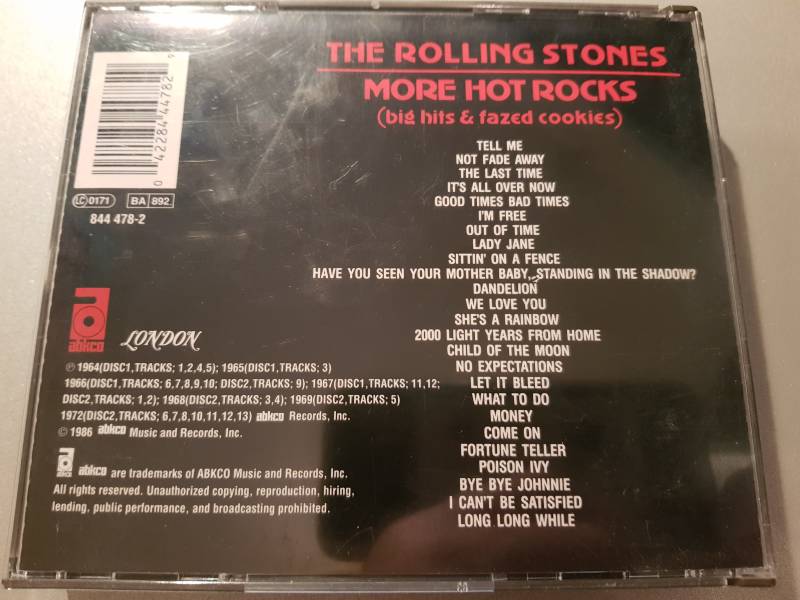 THE ROLLING STONES
MORE HOT ROCKS
(big hits & fazed cookies)
TELL ME
NOT FADE AWAY
THE LAST TIME
IT'S ALL OVER NOW
GOOD TIMES BAD TIMES
I'M FREE
OUT OF TIME
LADY JANE
SITTIN' ON A FENCE
HAVE YOU SEEN YOUR MOTHER BABY, STANDING IN THE SHADOW?
DANDELION
WE LOVE YOU
SHE'S A RAINBOW
2000 LIGHT YEARS FROM HOME
CHILD OF THE MOON
NO EXPECTATIONS
LET IT BLEED
WHAT TO DO
MONEY
COME ON
FORTUNE TELLER
POISON IVY
BYE BYE JOHNNIE
I CAN'T BE SATISFIED
LONG LONG WHILE
0 42284 44782 9
LC 0171 BA 892
844 478-2
abkco LONDON
℗ 1964(DISC1,TRACKS; 1,2,4,5); 1965(DISC1,TRACKS; 3)
1966(DISC1,TRACKS; 6,7,8,9,10, DISC2,TRACKS; 9); 1967(DISC1,TRACKS; 11,12;
DISC2,TRACKS; 1,2); 1968(DISC2,TRACKS; 3,4); 1969(DISC2,TRACKS; 5)
1972(DISC2,TRACKS; 6,7,8,10,11,12,13) abkco Records, Inc.
© 1986 abkco Music and Records, Inc.
abkco abkco are trademarks of ABKCO Music and Records, Inc.
All rights reserved. Unauthorized copying, reproduction, hiring,
lending, public performance, and broadcasting prohibited.